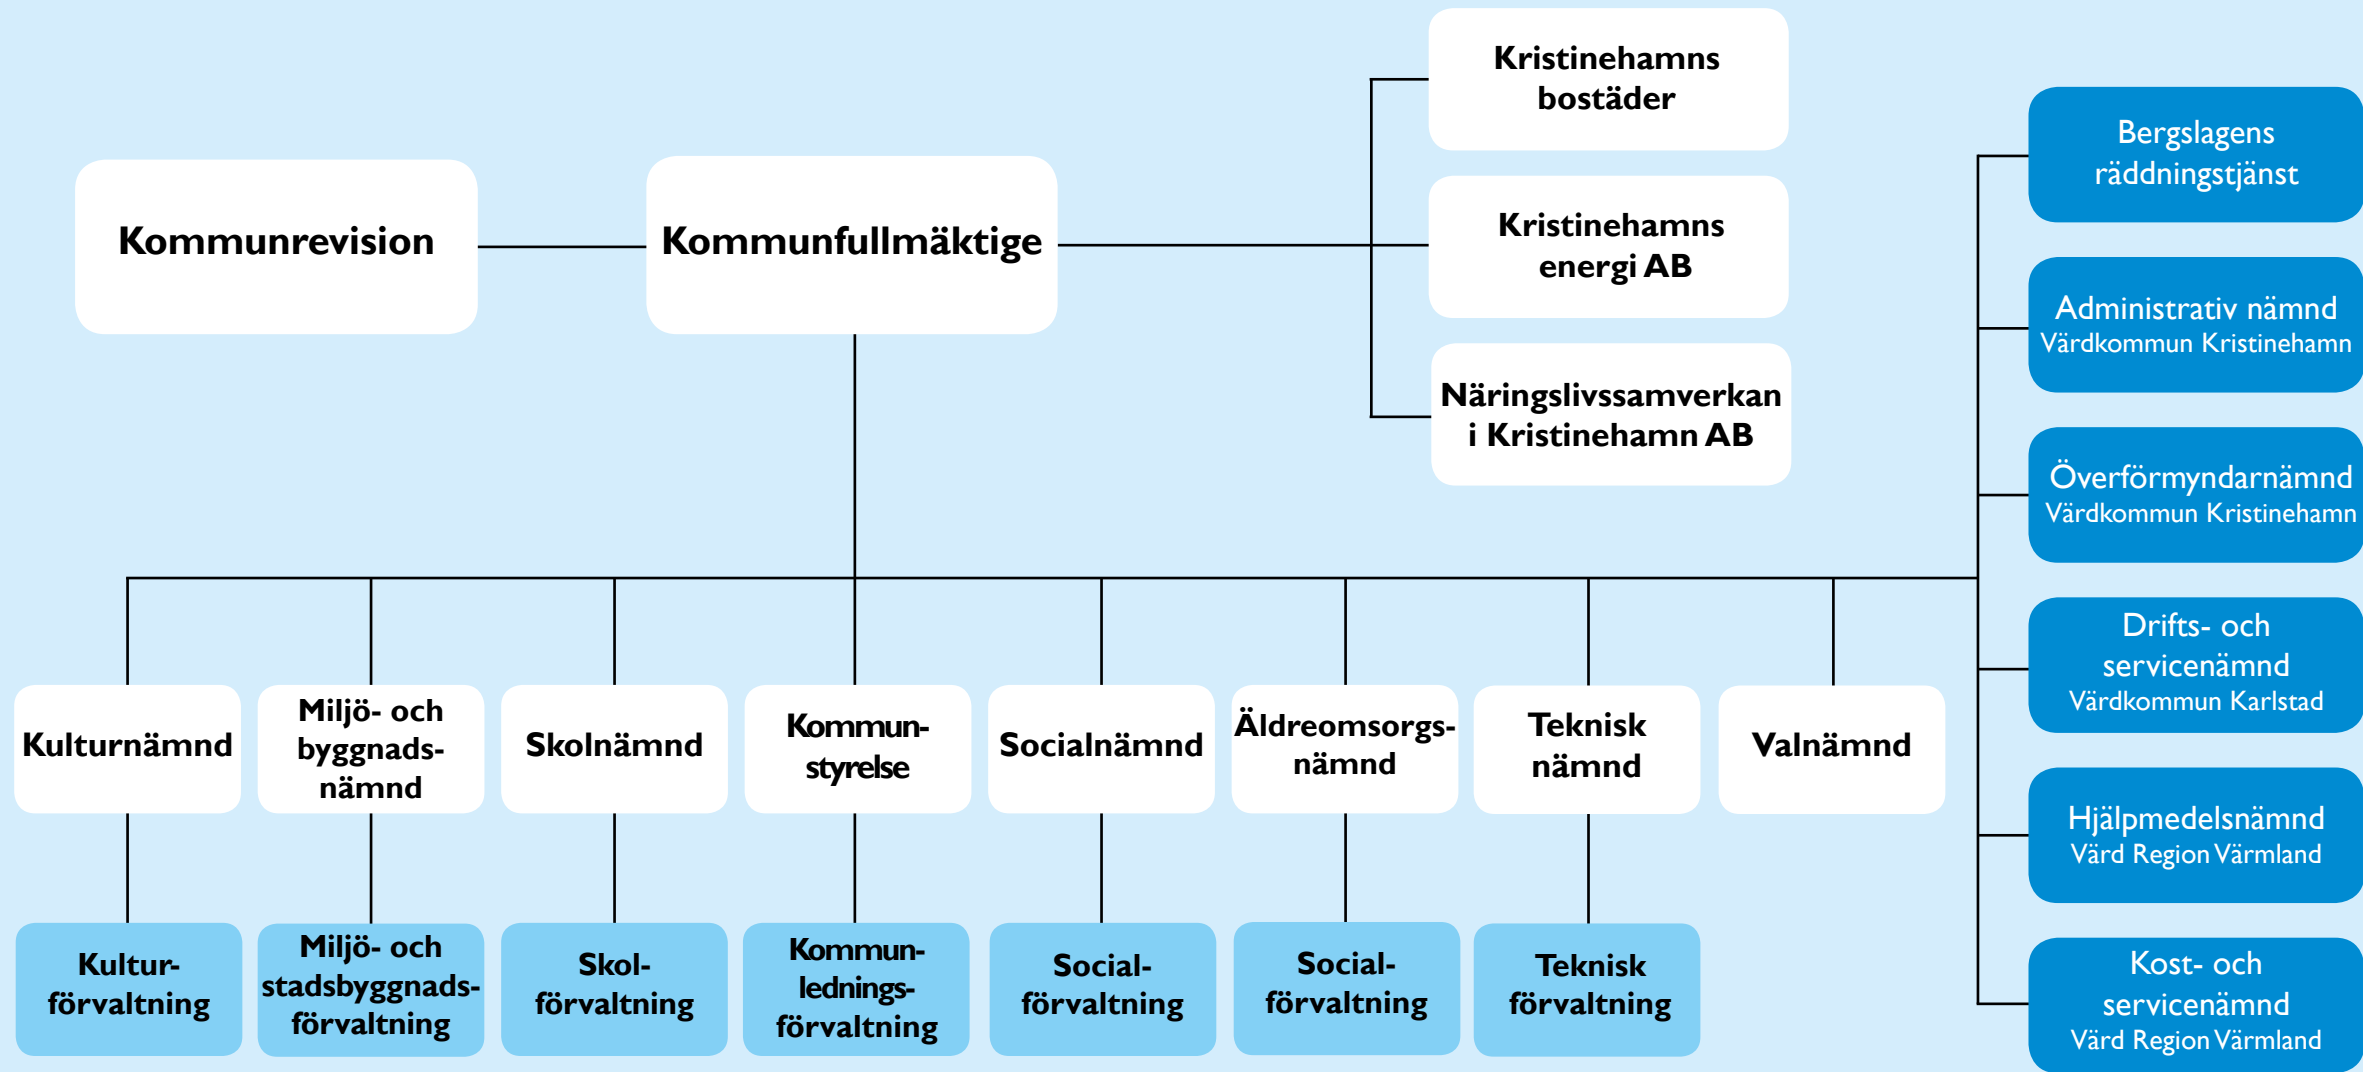 Kommunrevision
Kommunfullmäktige
Kristinehamns
bostäder
Kristinehamns
energi AB
Näringslivssamverkan
i Kristinehamn AB
Bergslagens
räddningstjänst
Administrativ nämnd
Värdkommun Kristinehamn
Överförmyndarnämnd
Värdkommun Kristinehamn
Drifts- och
servicenämnd
Värdkommun Karlstad
Hjälpmedelsnämnd
Värd Region Värmland
Kost- och
servicenämnd
Värd Region Värmland
Kulturnämnd
Miljö- och
byggnads-
nämnd
Skolnämnd
Kommun-
styrelse
Socialnämnd
Äldreomsorgs-
nämnd
Teknisk
nämnd
Valnämnd
Kultur-
förvaltning
Miljö- och
stadsbyggnads-
förvaltning
Skol-
förvaltning
Kommun-
lednings-
förvaltning
Social-
förvaltning
Social-
förvaltning
Teknisk
förvaltning